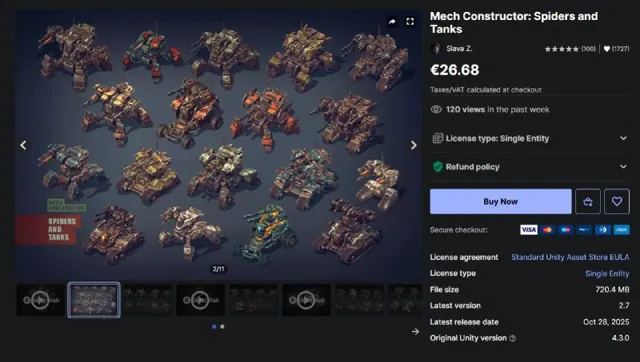 Mech Constructor: Spiders and
Tanks
Slava Z.
(100) | (1727)
€26.68
Taxes/VAT calculated at checkout
120 views in the past week
License type: Single Entity
Refund policy
Buy Now
Secure checkout:
VISA
License agreement Standard Unity Asset Store EULA
License type Single Entity
File size 720.4 MB
Latest version 2.7
Latest release date Oct 28, 2025
Original Unity version 4.3.0
SPIDERS
AND
TANKS
2/11